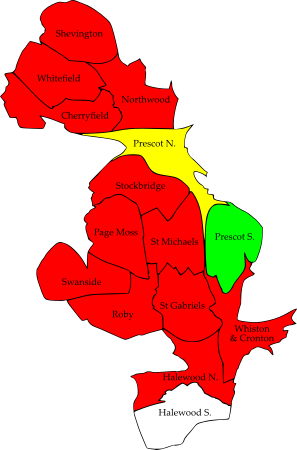 Shevington
Whitefield
Northwood
Cherryfield
Prescot N.
Stockbridge
Page Moss
St Michaels
Prescot S.
Swanside
St Gabriels
Roby
Whiston
& Cronton
Halewood N.
Halewood S.